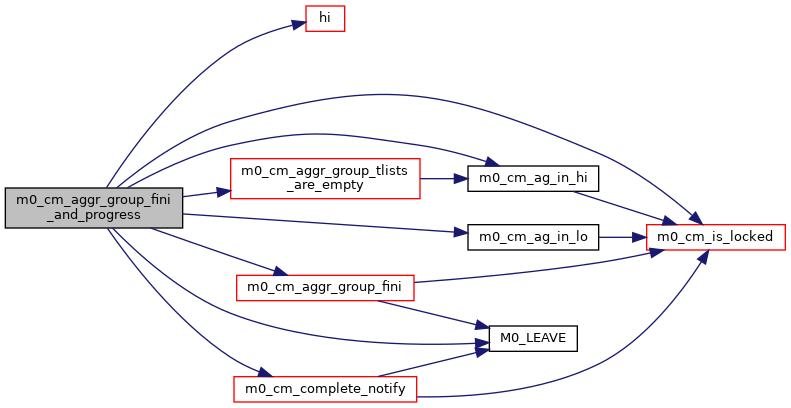 hi
m0_cm_aggr_group_tlists
_are_empty
m0_cm_ag_in_hi
m0_cm_aggr_group_fini
_and_progress
m0_cm_ag_in_lo
m0_cm_is_locked
m0_cm_aggr_group_fini
M0_LEAVE
m0_cm_complete_notify